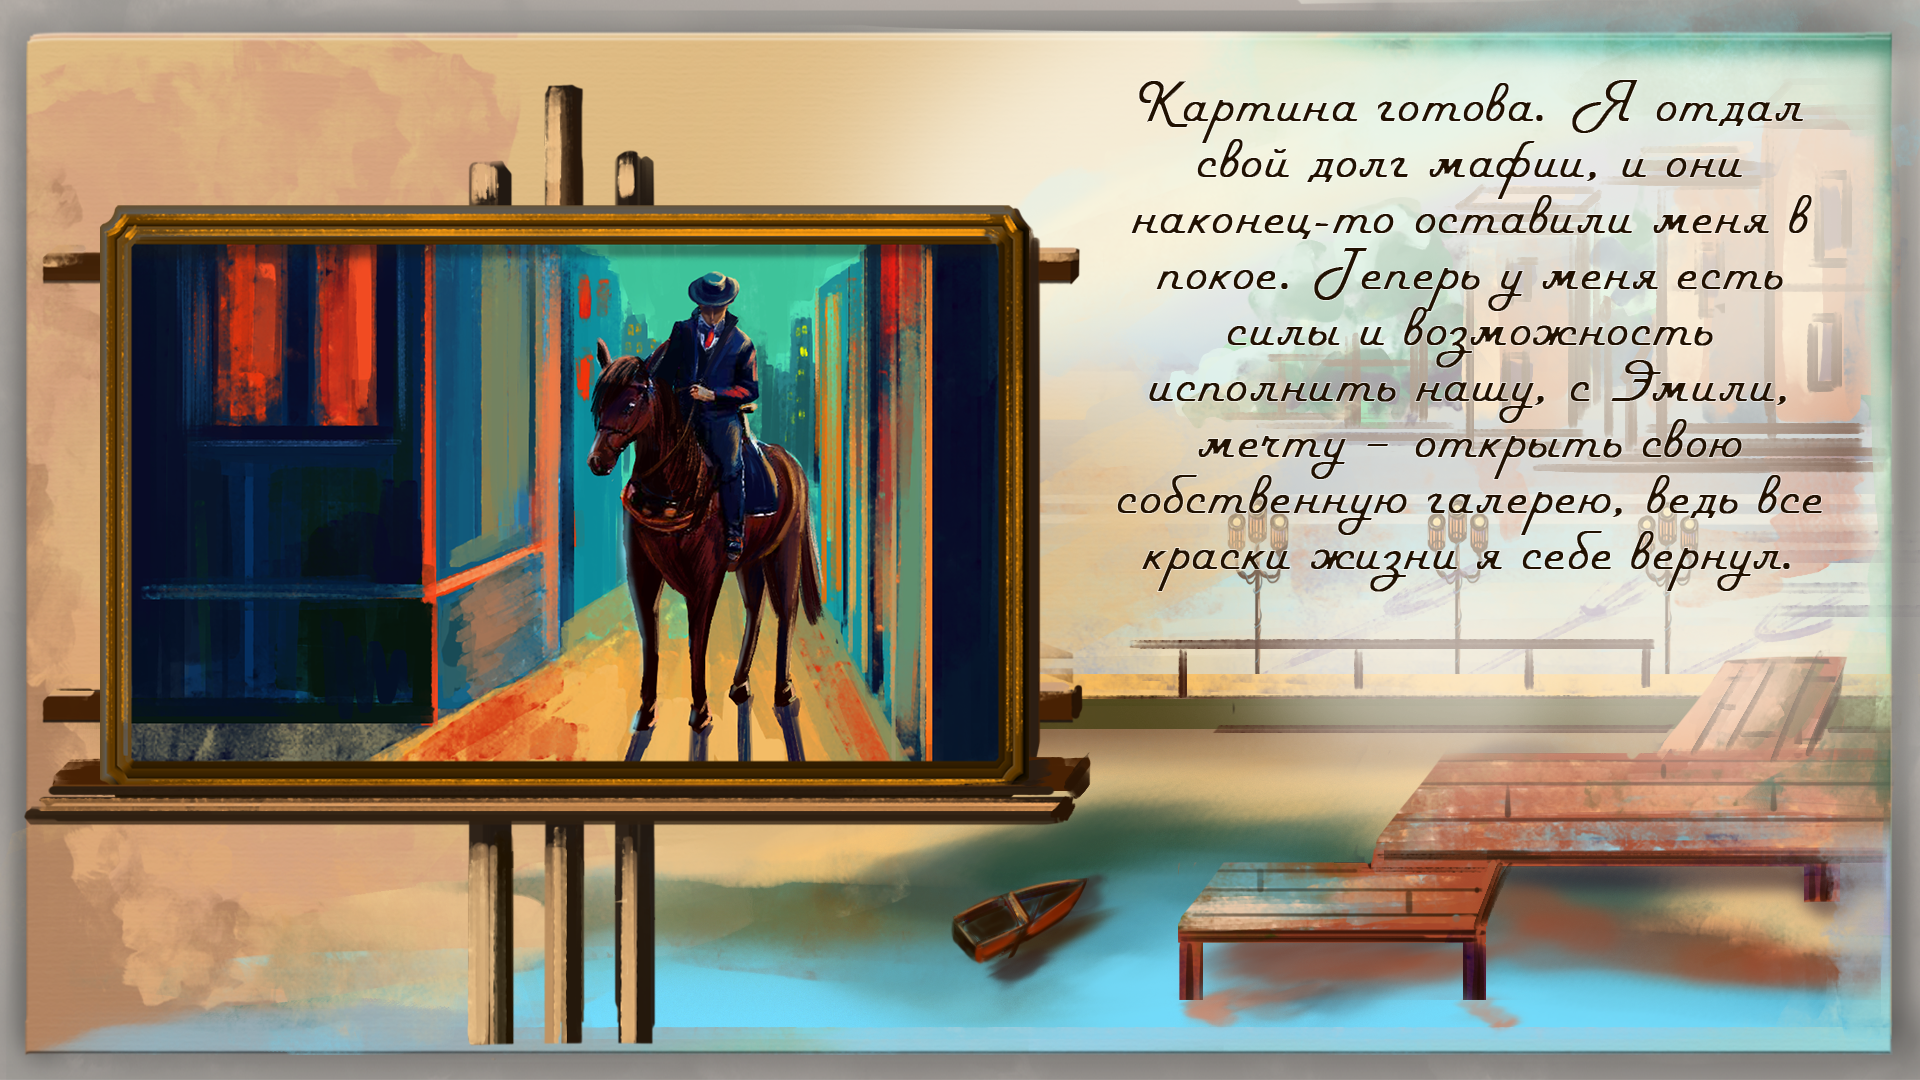 Картина готова. Я отдал
свой долг мафии, и они
наконец-то оставили меня в
покое. Теперь у меня есть
силы и возможность
исполнить нашу, с Эмили,
мечту – открыть свою
собственную галерею, ведь все
краски жизни я себе вернул.